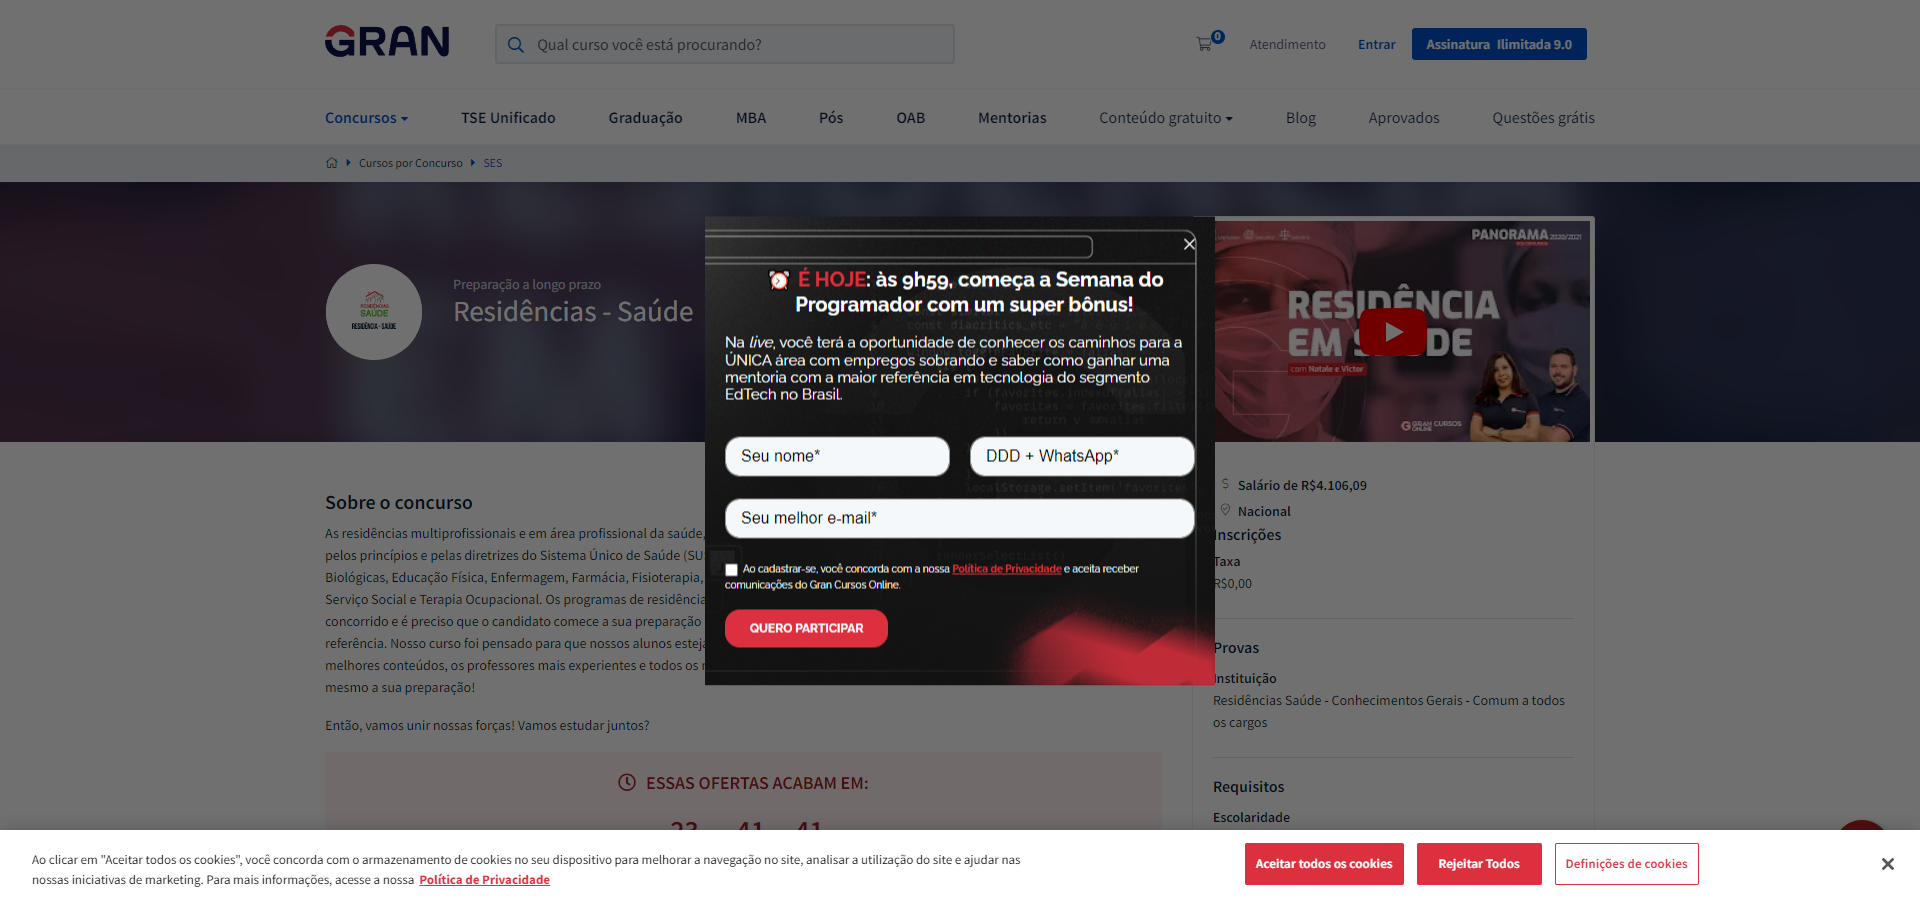 GRAN
Qual curso você está procurando?
0
Atendimento
Entrar
Assinatura Ilimitada 9.0
Concursos
TSE Unificado
Graduação
MBA
Pós
OAB
Mentorias
Conteúdo gratuito
Blog
Aprovados
Questões grátis
Cursos por Concurso
SES
RESIDÊNCIAS
SAÚDE
RESIDÊNCIA - SAÚDE
Preparação a longo prazo
Residências - Saúde
É HOJE: às 9h59, começa a Semana do
Programador com um super bônus!
Na live, você terá a oportunidade de conhecer os caminhos para a
ÚNICA área com empregos sobrando e saber como ganhar uma
mentoria com a maior referência em tecnologia do segmento
EdTech no Brasil.
Seu nome*
DDD + WhatsApp*
Seu melhor e-mail*
Ao cadastrar-se, você concorda com a nossa Política de Privacidade e aceita receber
comunicações do Gran Cursos Online.
QUERO PARTICIPAR
PANORAMA 2020/2021
RESIDÊNCIA
EM
com Natale e Victor
GRAN CURSOS
ONLINE
Sobre o concurso
As residências multiprofissionais e em área profissional da saúde,
pelos princípios e pelas diretrizes do Sistema Único de Saúde (SU
Biológicas, Educação Física, Enfermagem, Farmácia, Fisioterapia,
Serviço Social e Terapia Ocupacional. Os programas de residência
concorrido e é preciso que o candidato comece a sua preparação
referência. Nosso curso foi pensado para que nossos alunos estej
melhores conteúdos, os professores mais experientes e todos os
mesmo a sua preparação!
Então, vamos unir nossas forças! Vamos estudar juntos?
ESSAS OFERTAS ACABAM EM:
23 41 41
Salário de R$4.106,09
Nacional
Inscrições
Taxa
R$0,00
Provas
Instituição
Residências Saúde - Conhecimentos Gerais - Comum a todos
os cargos
Requisitos
Escolaridade
Ao clicar em "Aceitar todos os cookies", você concorda com o armazenamento de cookies no seu dispositivo para melhorar a navegação no site, analisar a utilização do site e ajudar nas
nossas iniciativas de marketing. Para mais informações, acesse a nossa Política de Privacidade
Aceitar todos os cookies
Rejeitar Todos
Definições de cookies